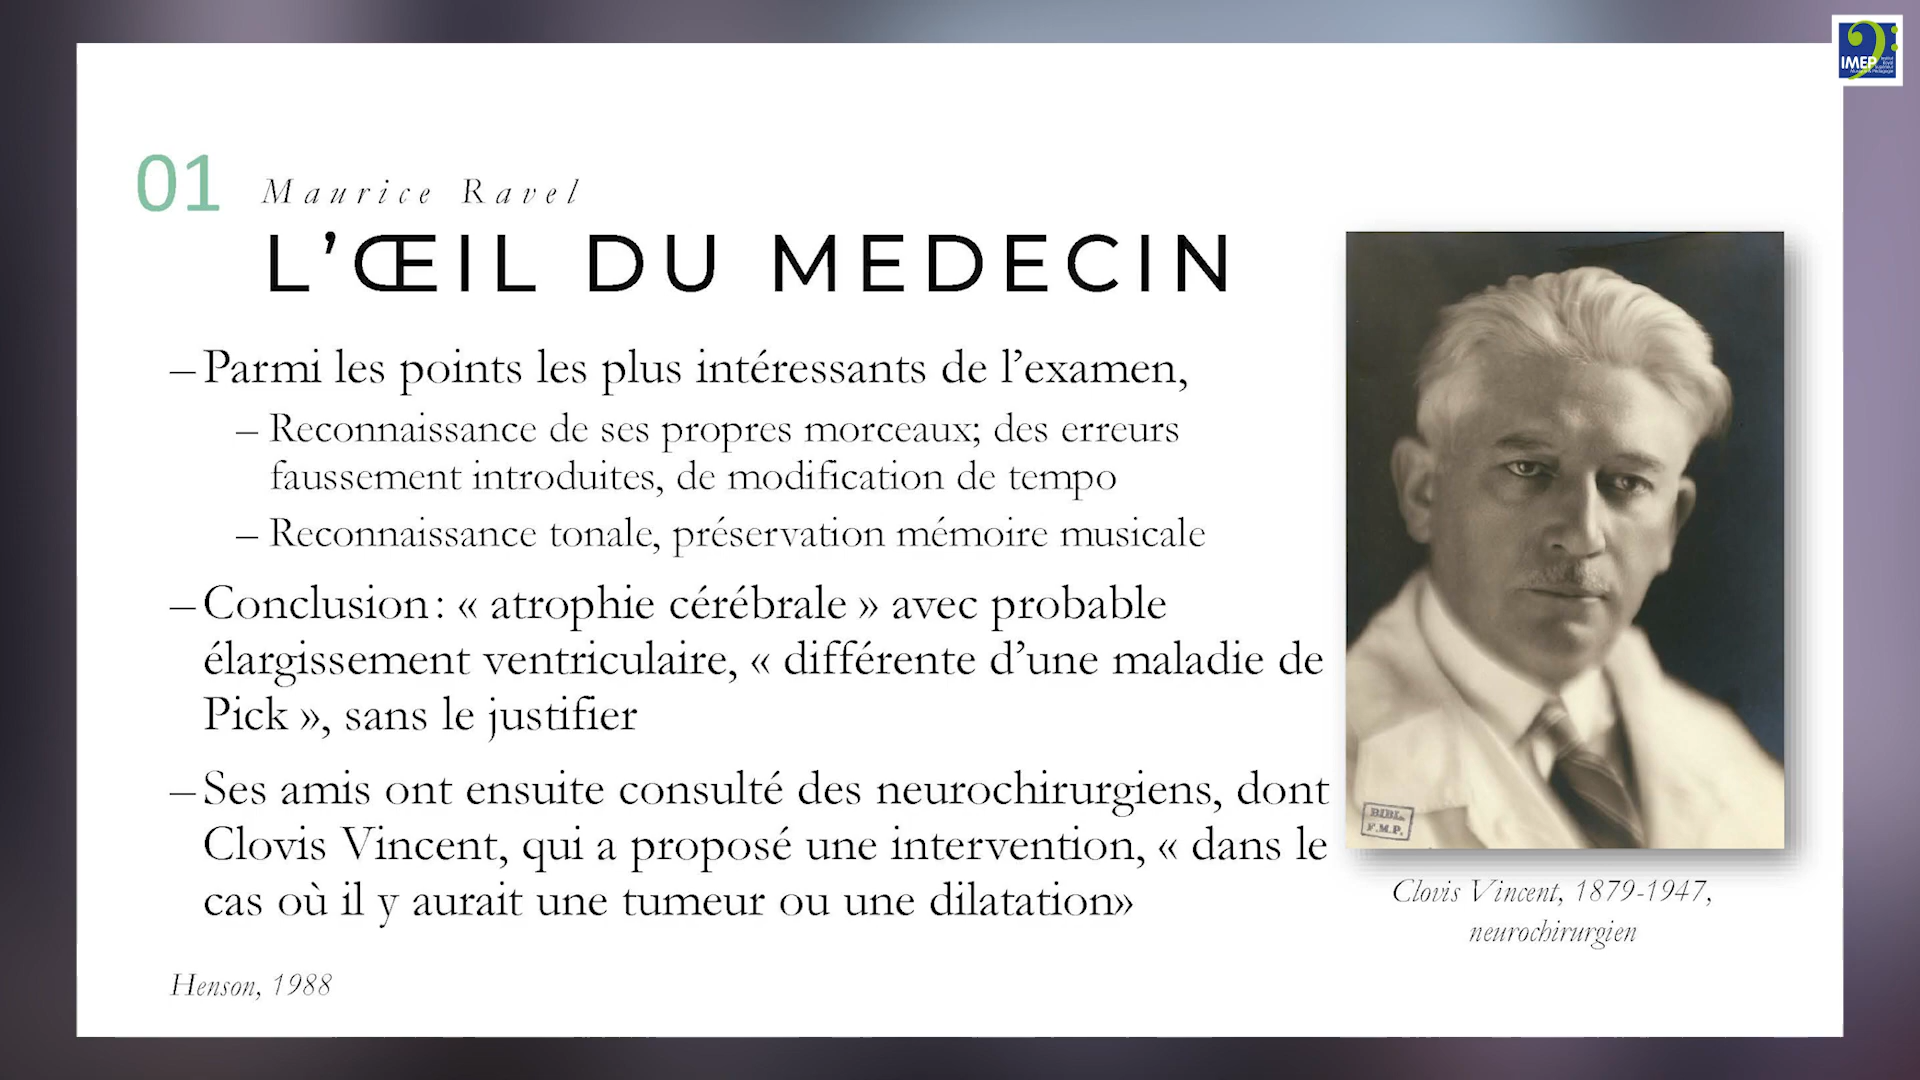 IMEP
01
Maurice Ravel
L’ŒIL DU MEDECIN
– Parmi les points les plus intéressants de l’examen,
– Reconnaissance de ses propres morceaux; des erreurs
faussement introduites, de modification de tempo
– Reconnaissance tonale, préservation mémoire musicale
– Conclusion : « atrophie cérébrale » avec probable
élargissement ventriculaire, « différente d’une maladie de
Pick », sans le justifier
– Ses amis ont ensuite consulté des neurochirurgiens, dont
Clovis Vincent, qui a proposé une intervention, « dans le
cas où il y aurait une tumeur ou une dilatation»
BIBL.
F.M.P.
Clovis Vincent, 1879-1947,
neurochirurgien
Henson, 1988